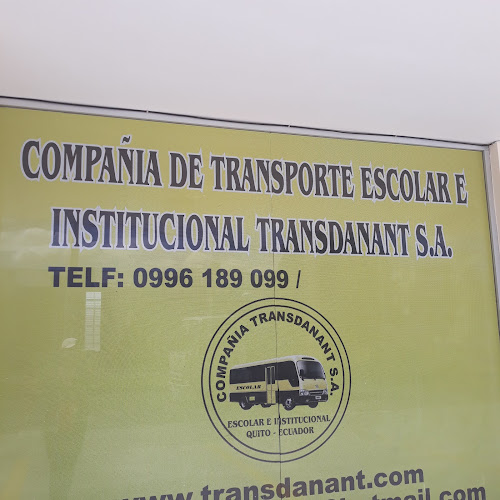 COMPAÑIA DE TRANSPORTE ESCOLAR E
INSTITUCIONAL TRANSDANANT S.A.
TELF: 0996 189 099 /
COMPAÑIA TRANSDANANT S.A.
ESCOLAR
ESCOLAR E INSTITUCIONAL
QUITO - ECUADOR
www.transdanant.com